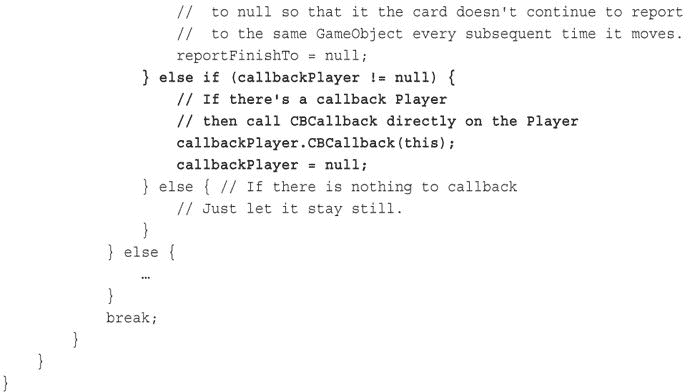 //  to null so that it the card doesn't continue to report
//  to the same GameObject every subsequent time it moves.
reportFinishTo = null;
} else if (callbackPlayer != null) {
// If there's a callback Player
// then call CBCallback directly on the Player
callbackPlayer.CBCallback(this);
callbackPlayer = null;
} else { // If there is nothing to callback
// Just let it stay still.
}
} else {
…
}
break;
}
}
}